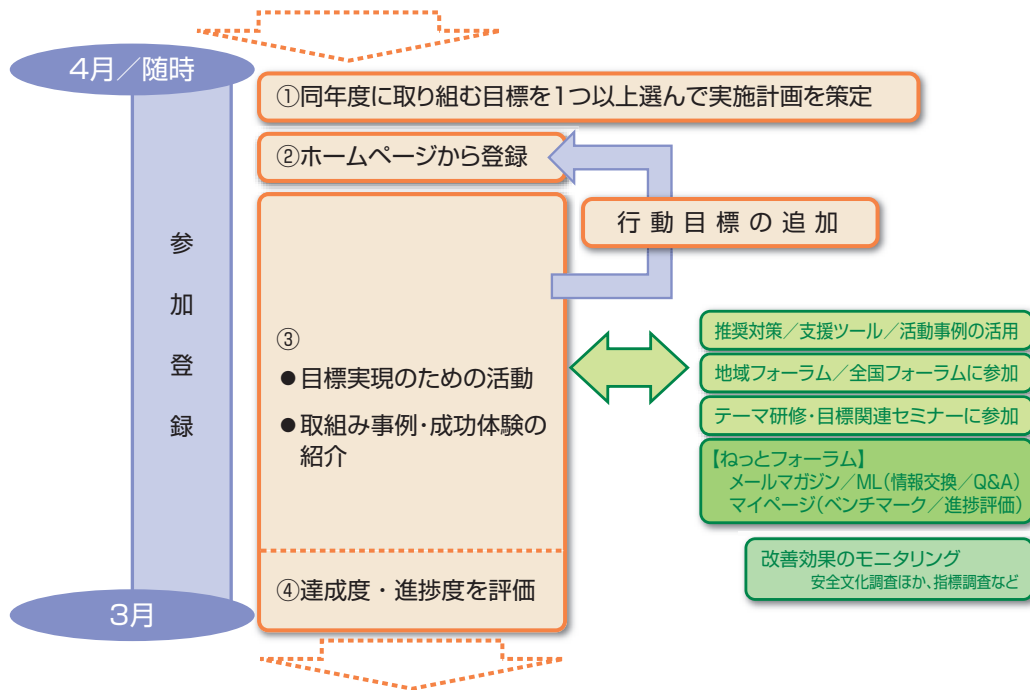 4月／随時
①同年度に取り組む目標を1つ以上選んで実施計画を策定
②ホームページから登録
行動目標の追加
参加登録
③
●目標実現のための活動
●取組み事例・成功体験の
紹介
推奨対策／支援ツール／活動事例の活用
地域フォーラム／全国フォーラムに参加
テーマ研修・目標関連セミナーに参加
【ねっとフォーラム】
メールマガジン／ML（情報交換／Q&A）
マイページ（ベンチマーク／進捗評価）
改善効果のモニタリング
安全文化調査ほか、指標調査など
④達成度・進捗度を評価
3月